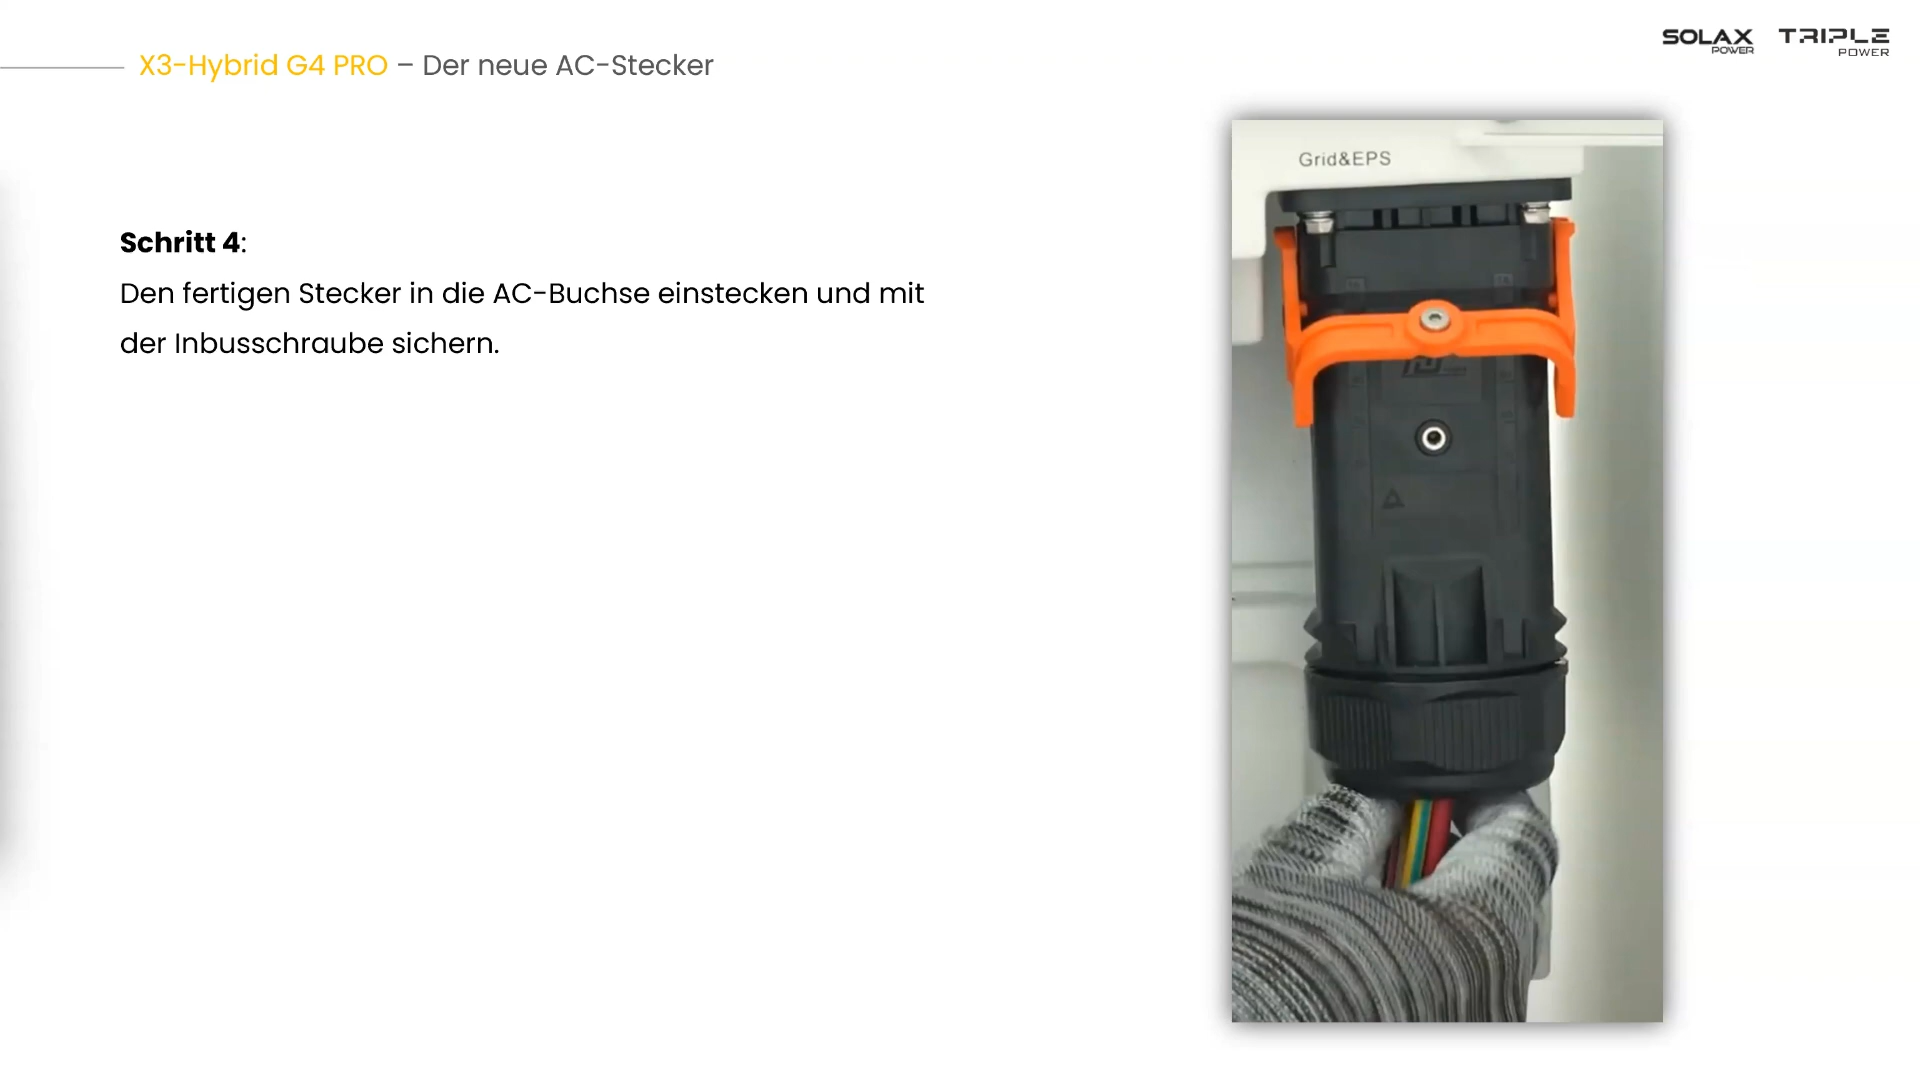 X3-Hybrid G4 PRO – Der neue AC-Stecker
SOLAX
POWER
TRIPLE
POWER
Schritt 4:
Den fertigen Stecker in die AC-Buchse einstecken und mit
der Inbusschraube sichern.
Grid&EPS